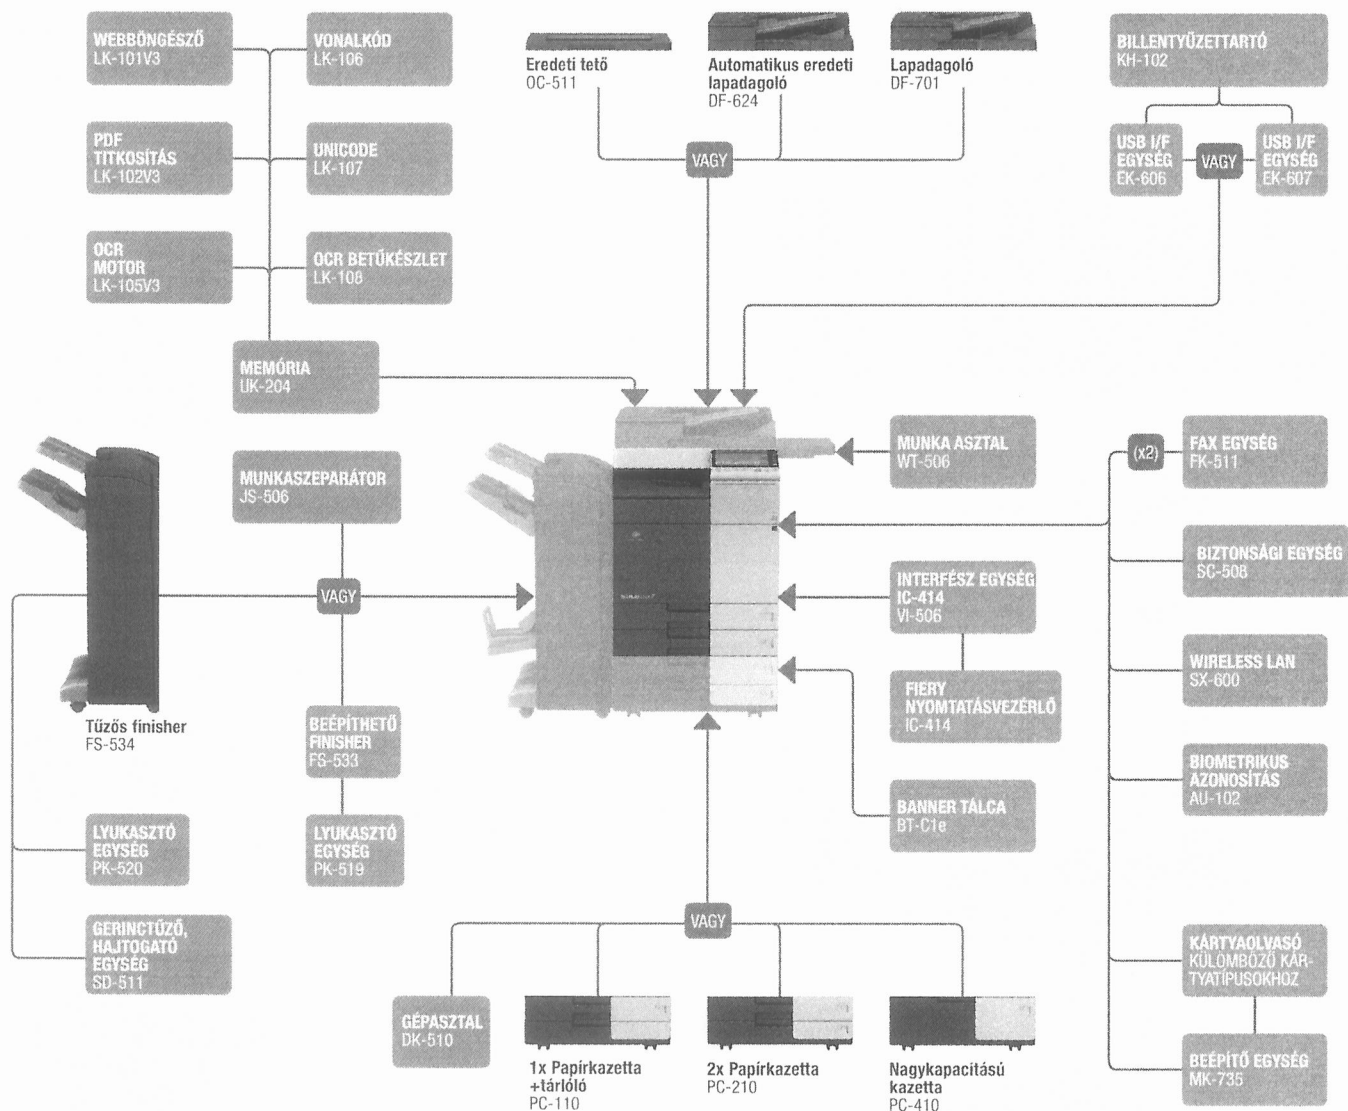 WEBBÖNGÉSZŐ
LK-101V3
VONALKÓD
LK-106
PDF
TITKOSÍTÁS
LK-102V3
UNICODE
LK-107
OCR
MOTOR
LK-105V3
OCR BETŰKÉSZLET
LK-108
MEMÓRIA
UK-204
Eredeti tető
OC-511
Automatikus eredeti
lapadagoló
DF-624
Lapadagoló
DF-701
VAGY
BILLENTYŰZETTARTÓ
KH-102
USB I/F
EGYSÉG
EK-606
VAGY
USB I/F
EGYSÉG
EK-607
MUNKASZEPARÁTOR
JS-506
VAGY
Tűzős finisher
FS-534
BEÉPÍTHETŐ
FINISHER
FS-533
LYUKASZTÓ
EGYSÉG
PK-520
LYUKASZTÓ
EGYSÉG
PK-519
GERINCTŰZŐ,
HAJTOGATÓ
EGYSÉG
SD-511
MUNKA ASZTAL
WT-506
INTERFÉSZ EGYSÉG
IC-414
VI-506
FIERY
NYOMTATÁSVEZÉRLŐ
IC-414
BANNER TÁLCA
BT-C1e
(x2)
FAX EGYSÉG
FK-511
BIZTONSÁGI EGYSÉG
SC-508
WIRELESS LAN
SX-600
BIOMETRIKUS
AZONOSÍTÁS
AU-102
KÁRTYAOLVASÓ
KÜLÖMBÖZŐ KÁR-
TYATÍPUSOKHOZ
BEÉPÍTŐ EGYSÉG
MK-735
VAGY
GÉPASZTAL
DK-510
1x Papírkazetta
+tárlóló
PC-110
2x Papírkazetta
PC-210
Nagykapacitású
kazetta
PC-410